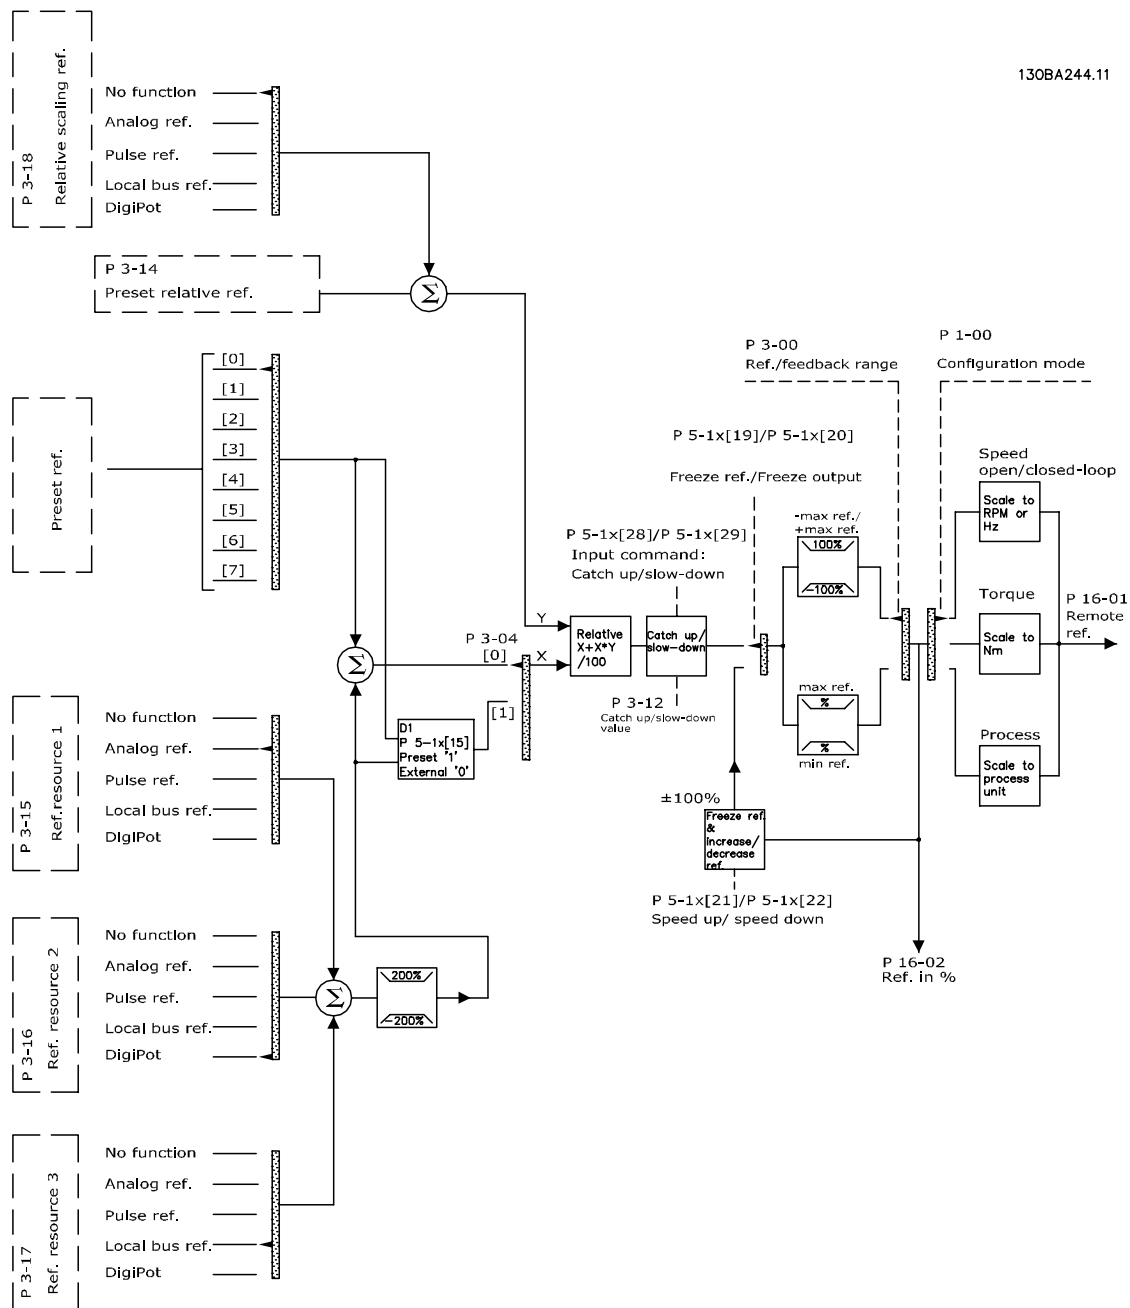 130BA244.11
P 3-18
Relative scaling ref.
No function
Analog ref.
Pulse ref.
Local bus ref.
DigiPot
P 3-14
Preset relative ref.
Σ
Preset ref.
[0]
[1]
[2]
[3]
[4]
[5]
[6]
[7]
P 3-00
Ref./feedback range
P 1-00
Configuration mode
P 5-1x[19]/P 5-1x[20]
Freeze ref./Freeze output
P 5-1x[28]/P 5-1x[29]
Input command:
Catch up/slow-down
-max ref./
+max ref.
100%
-100%
Speed
open/closed-loop
Scale to
RPM or
Hz
Y
X
Relative
X+X*Y
/100
Catch up/
slow-down
P 3-12
Catch up/slow-down
value
P 3-04
[0]
[1]
Σ
D1
P 5-1x[15]
Preset '1'
External '0'
max ref.
%
%
min ref.
Torque
Scale to
Nm
P 16-01
Remote
ref.
Process
Scale to
process
unit
±100%
Freeze ref.
&
increase/
decrease
ref.
P 5-1x[21]/P 5-1x[22]
Speed up/ speed down
P 16-02
Ref. in %
P 3-15
Ref.resource 1
No function
Analog ref.
Pulse ref.
Local bus ref.
DigiPot
P 3-16
Ref. resource 2
No function
Analog ref.
Pulse ref.
Local bus ref.
DigiPot
Σ
200%
-200%
P 3-17
Ref. resource 3
No function
Analog ref.
Pulse ref.
Local bus ref.
DigiPot